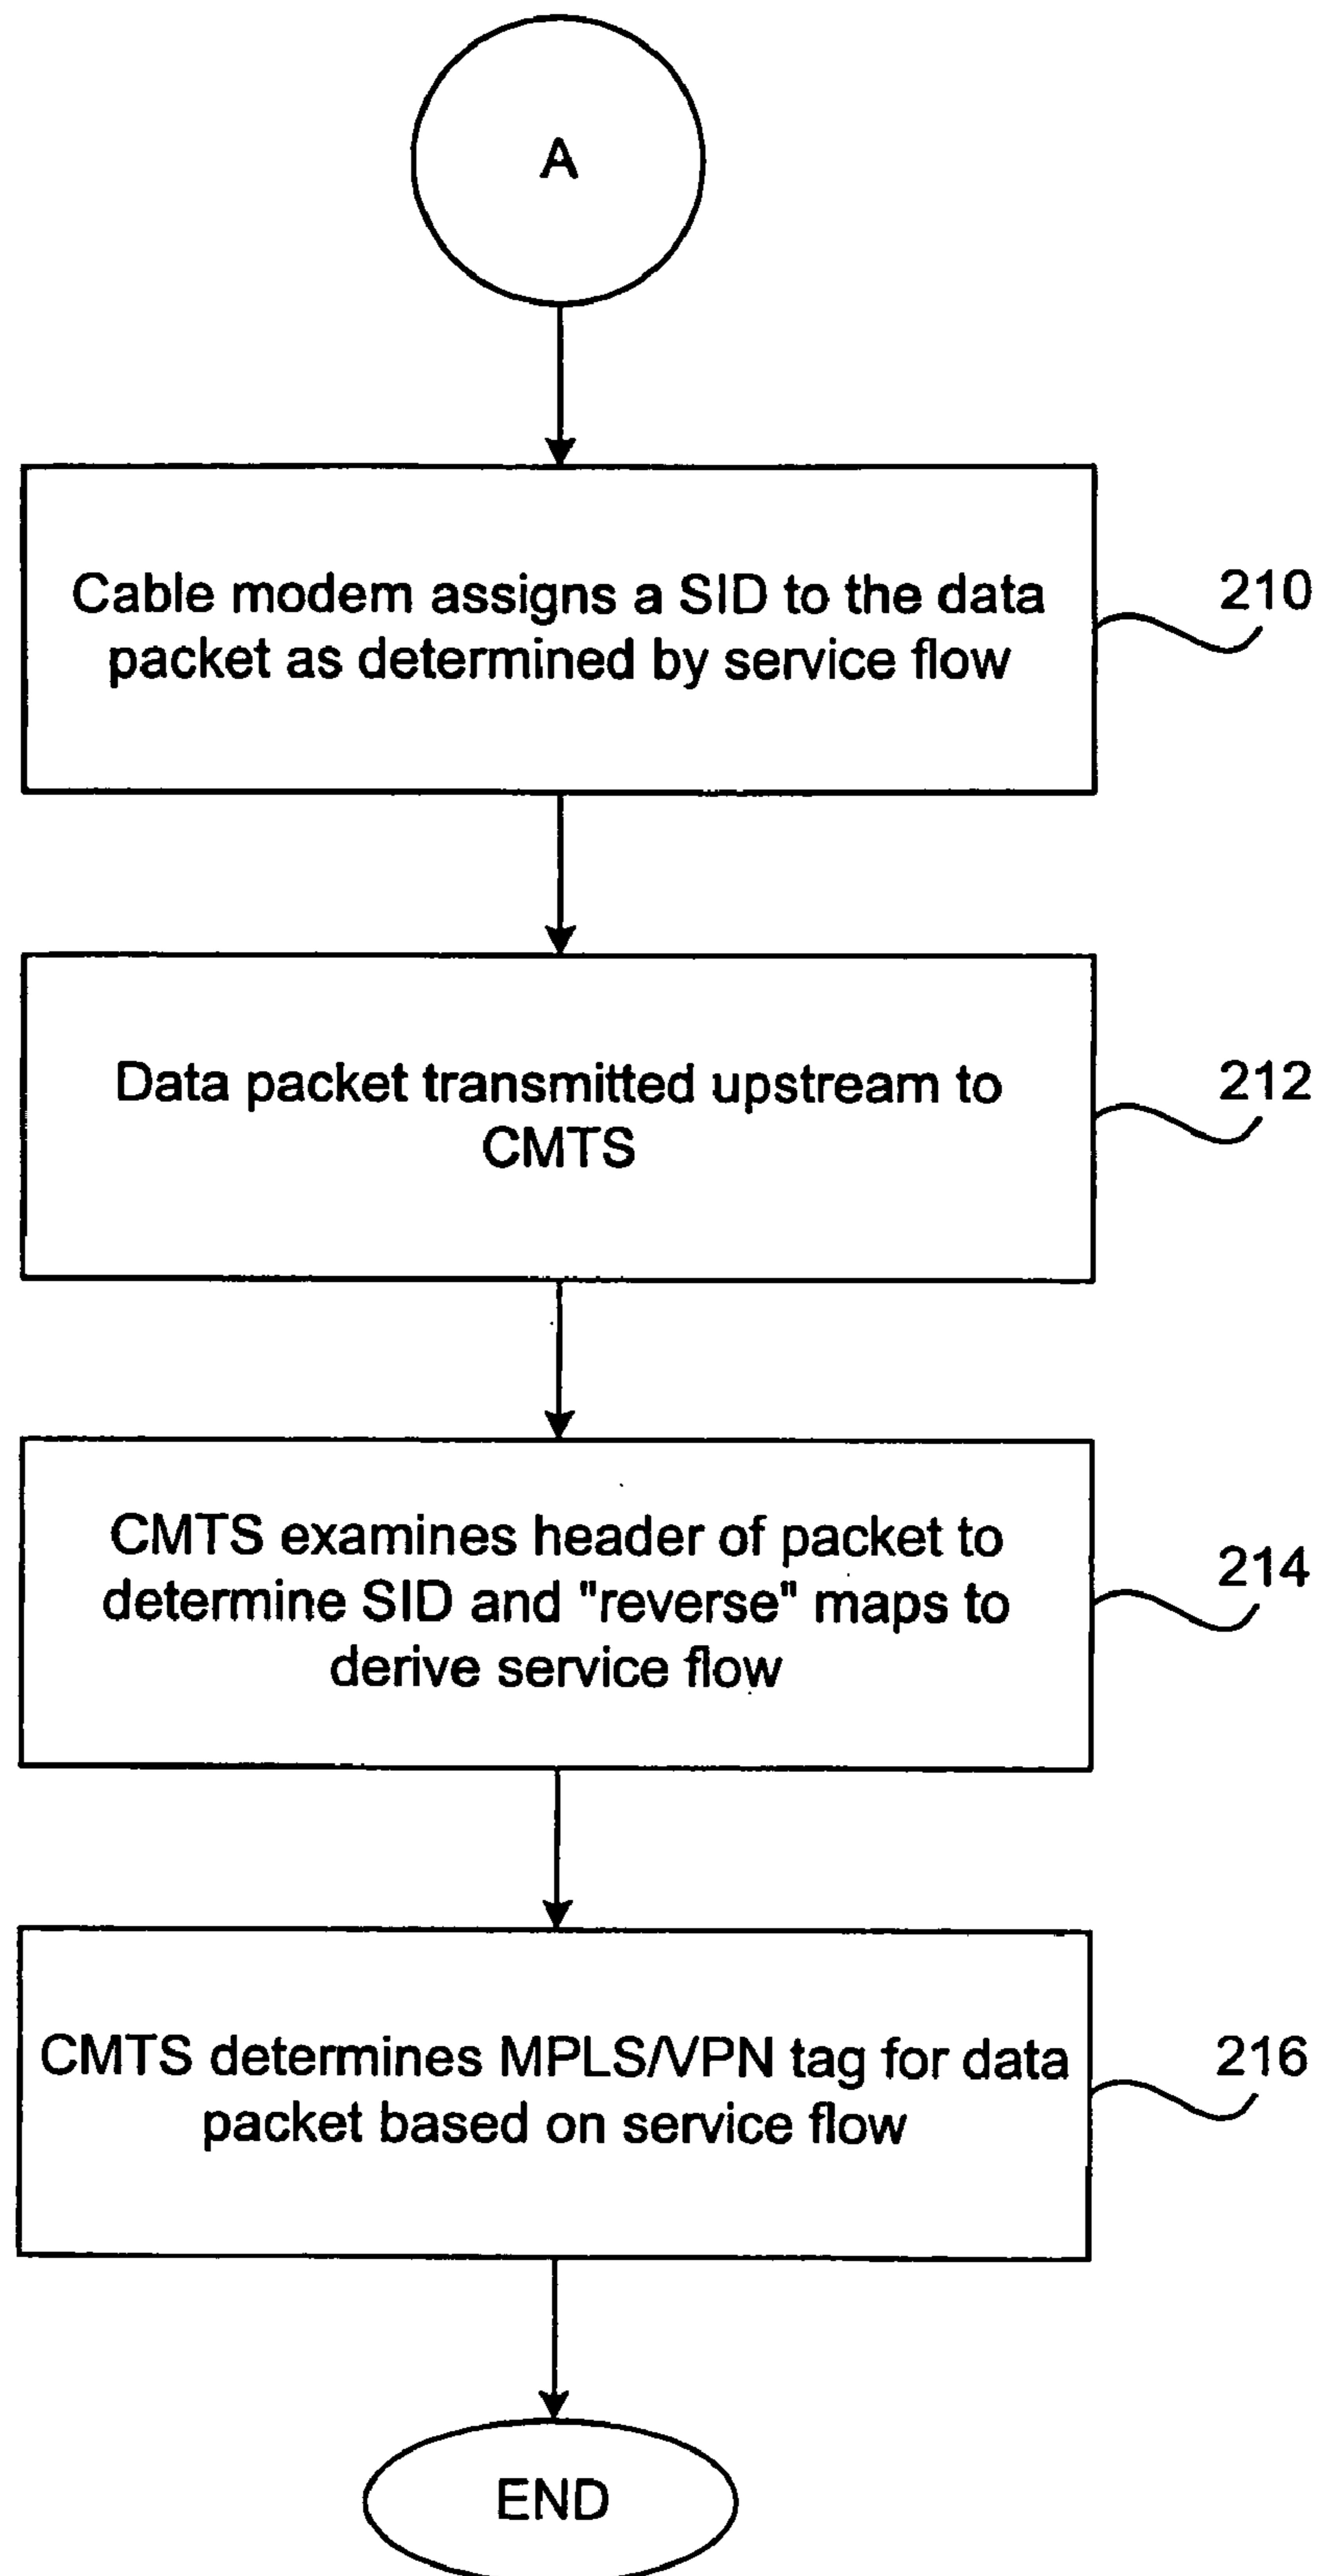 A
Cable modem assigns a SID to the data
packet as determined by service flow
210
Data packet transmitted upstream to
CMTS
212
CMTS examines header of packet to
determine SID and "reverse" maps to
derive service flow
214
CMTS determines MPLS/VPN tag for data
packet based on service flow
216
END